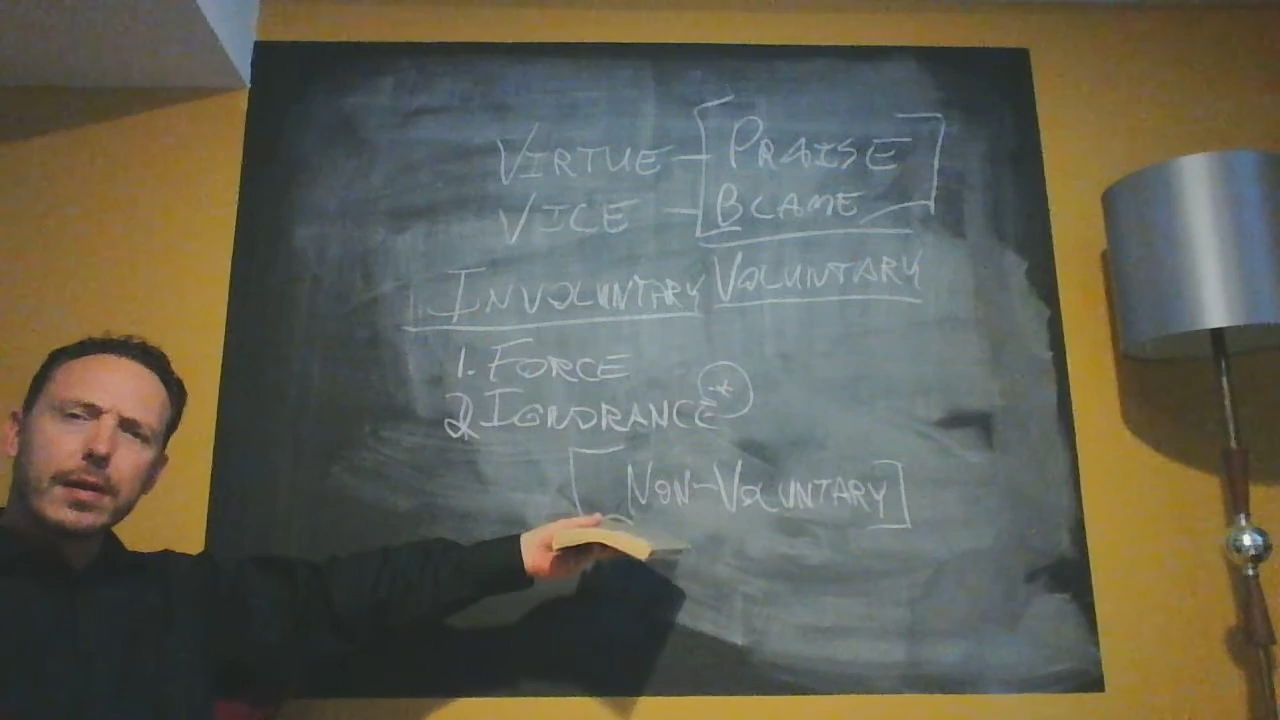 VIRTUE - [PRAISE]
VICE - [BLAME]
INVOLUNTARY VOLUNTARY
1. FORCE
2. IGNORANCE *
[NON-VOLUNTARY]